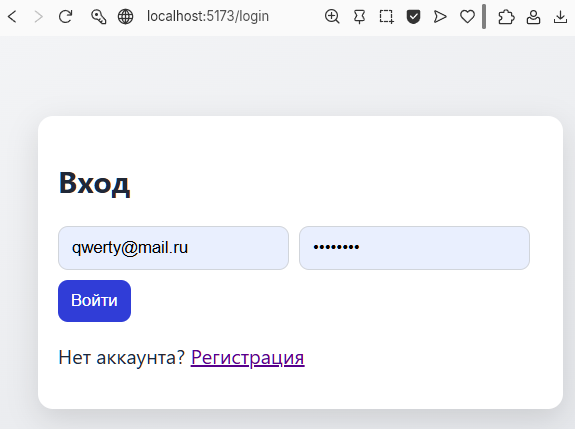 localhost:5173/login
Вход
qwerty@mail.ru ••••••••
Войти
Нет аккаунта? Регистрация